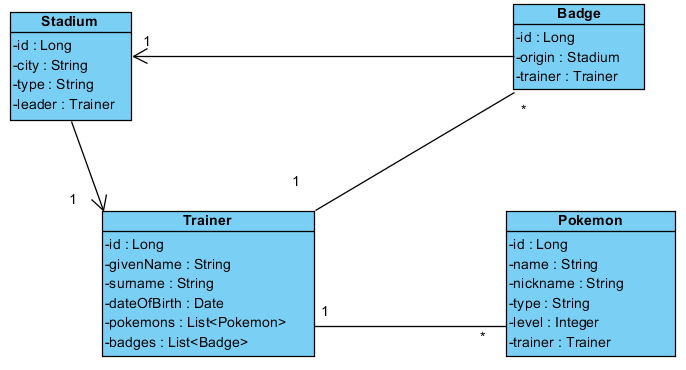 Stadium
-id : Long
-city : String
-type : String
-leader : Trainer
1
Badge
-id : Long
-origin : Stadium
-trainer : Trainer
*
1
1
Trainer
-id : Long
-givenName : String
-surname : String
-dateOfBirth : Date
-pokemons : List<Pokemon>
-badges : List<Badge>
1
*
Pokemon
-id : Long
-name : String
-nickname : String
-type : String
-level : Integer
-trainer : Trainer